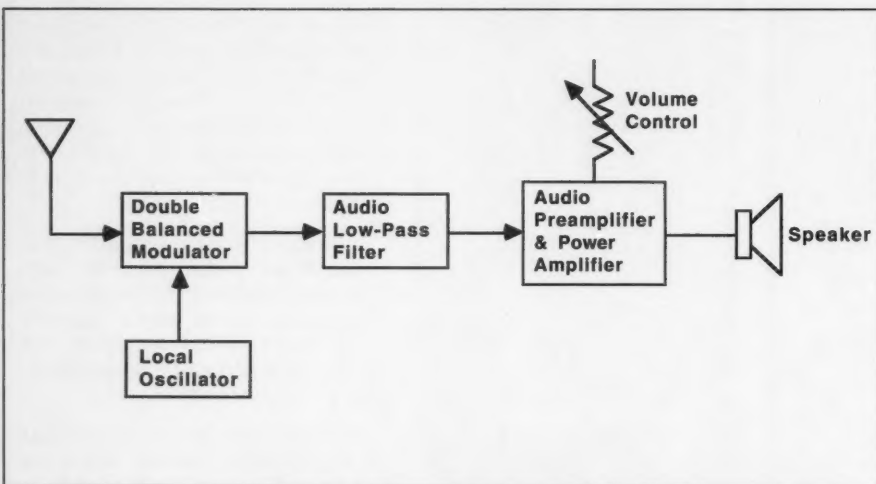 Volume
Control
Double
Balanced
Modulator
Audio
Low-Pass
Filter
Audio
Preamplifier
& Power
Amplifier
Speaker
Local
Oscillator